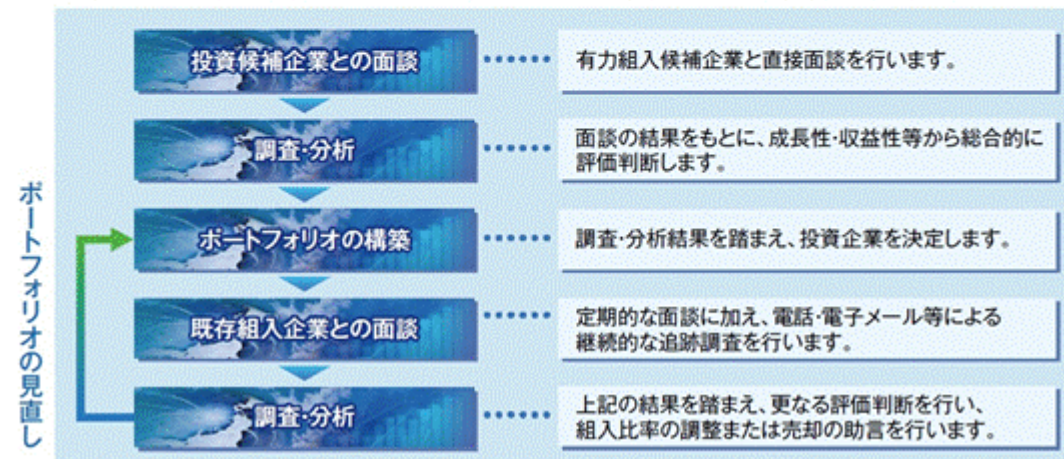 投資候補企業との面談
有力組入候補企業と直接面談を行います。
調査・分析
面談の結果をもとに、成長性・収益性等から総合的に
評価判断します。
ポートフォリオの構築
調査・分析結果を踏まえ、投資企業を決定します。
既存組入企業との面談
定期的な面談に加え、電話・電子メール等による
継続的な追跡調査を行います。
調査・分析
上記の結果を踏まえ、更なる評価判断を行い、
組入比率の調整または売却の助言を行います。
ポートフォリオの見直し